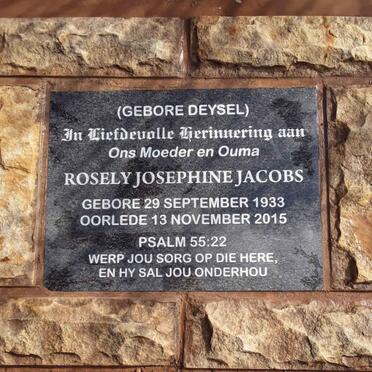 (GEBORE DEYSEL)
In Liefdevolle Herinnering aan
Ons Moeder en Ouma
ROSELY JOSEPHINE JACOBS
GEBORE 29 SEPTEMBER 1933
OORLEDE 13 NOVEMBER 2015
PSALM 55:22
WERP JOU SORG OP DIE HERE,
EN HY SAL JOU ONDERHOU